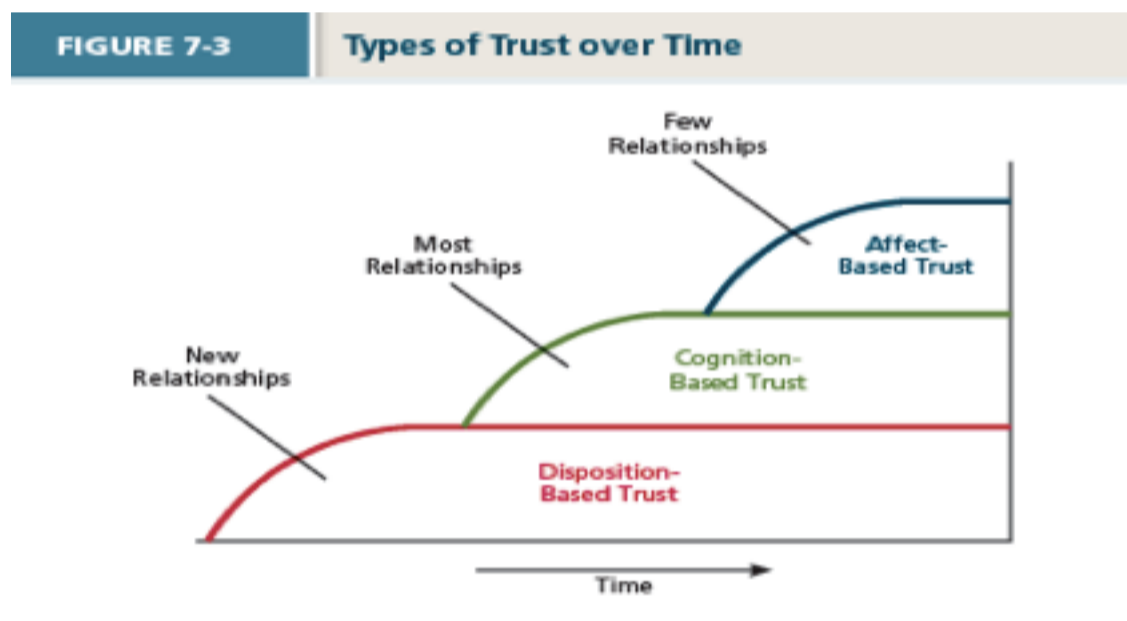 FIGURE 7-3
Types of Trust over Time
Few
Relationships
Most
Relationships
Affect-
Based Trust
New
Relationships
Cognition-
Based Trust
Disposition-
Based Trust
Time